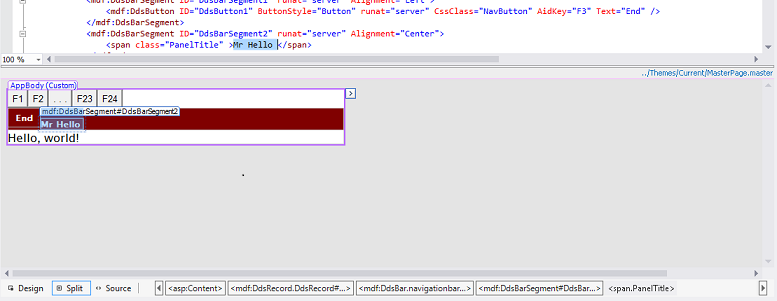 <mdf:DdsBarSegment ID="DdsBarSegment1" runat="server" Alignment="Left">
<mdf:DdsButton ID="DdsButton1" ButtonStyle="Button" runat="server" CssClass="NavButton" AidKey="F3" Text="End" />
</mdf:DdsBarSegment>
<mdf:DdsBarSegment ID="DdsBarSegment2" runat="server" Alignment="Center">
<span class="PanelTitle" >Mr Hello </span>
100 %
../Themes/Current/MasterPage.master
AppBody (Custom)
F1 F2 ... F23 F24 >
mdf:DdsBarSegment#DdsBarSegment2
End
Mr Hello
Hello, world!
Design Split Source <asp:Content> <mdf:DdsRecord.DdsRecord#...> <mdf:DdsBar.navigationbar...> <mdf:DdsBarSegment#DdsBar...> <span.PanelTitle>